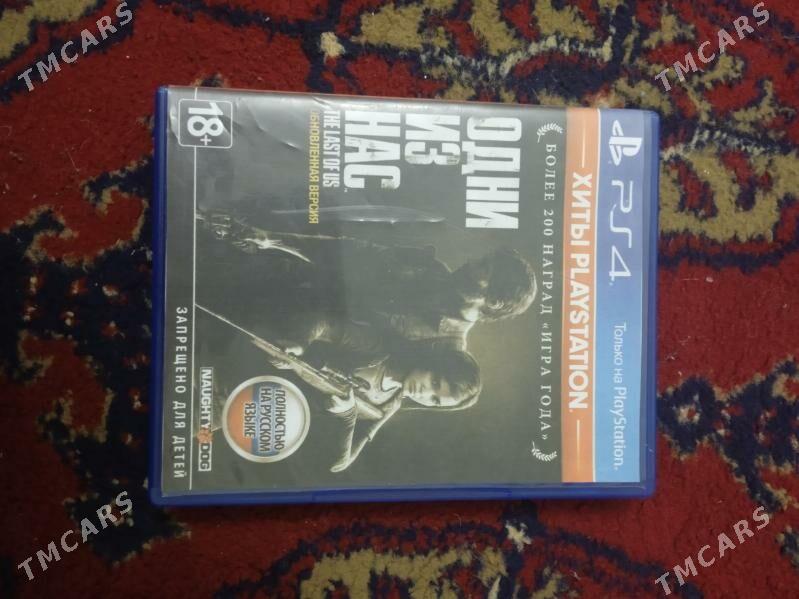 PS4
Только на PlayStation.
ХИТЫ PLAYSTATION
БОЛЕЕ 200 НАГРАД «ИГРА ГОДА»
ОДНИ
ИЗ
НАС
THE LAST OF US
ОБНОВЛЕННАЯ ВЕРСИЯ
18+
ЗАПРЕЩЕНО ДЛЯ ДЕТЕЙ
ПОЛНОСТЬЮ
НА РУССКОМ
ЯЗЫКЕ
NAUGHTY DOG
TMCARS
TMCARS
TMCARS
TMCARS